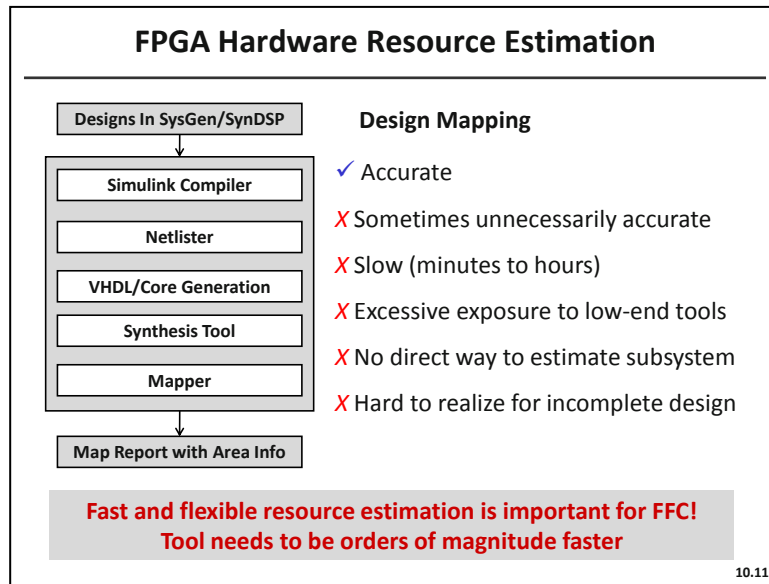 FPGA Hardware Resource Estimation
Designs In SysGen/SynDSP
Simulink Compiler
Netlister
VHDL/Core Generation
Synthesis Tool
Mapper
Map Report with Area Info
Design Mapping
✓ Accurate
X Sometimes unnecessarily accurate
X Slow (minutes to hours)
X Excessive exposure to low-end tools
X No direct way to estimate subsystem
X Hard to realize for incomplete design
Fast and flexible resource estimation is important for FFC!
Tool needs to be orders of magnitude faster
10.11